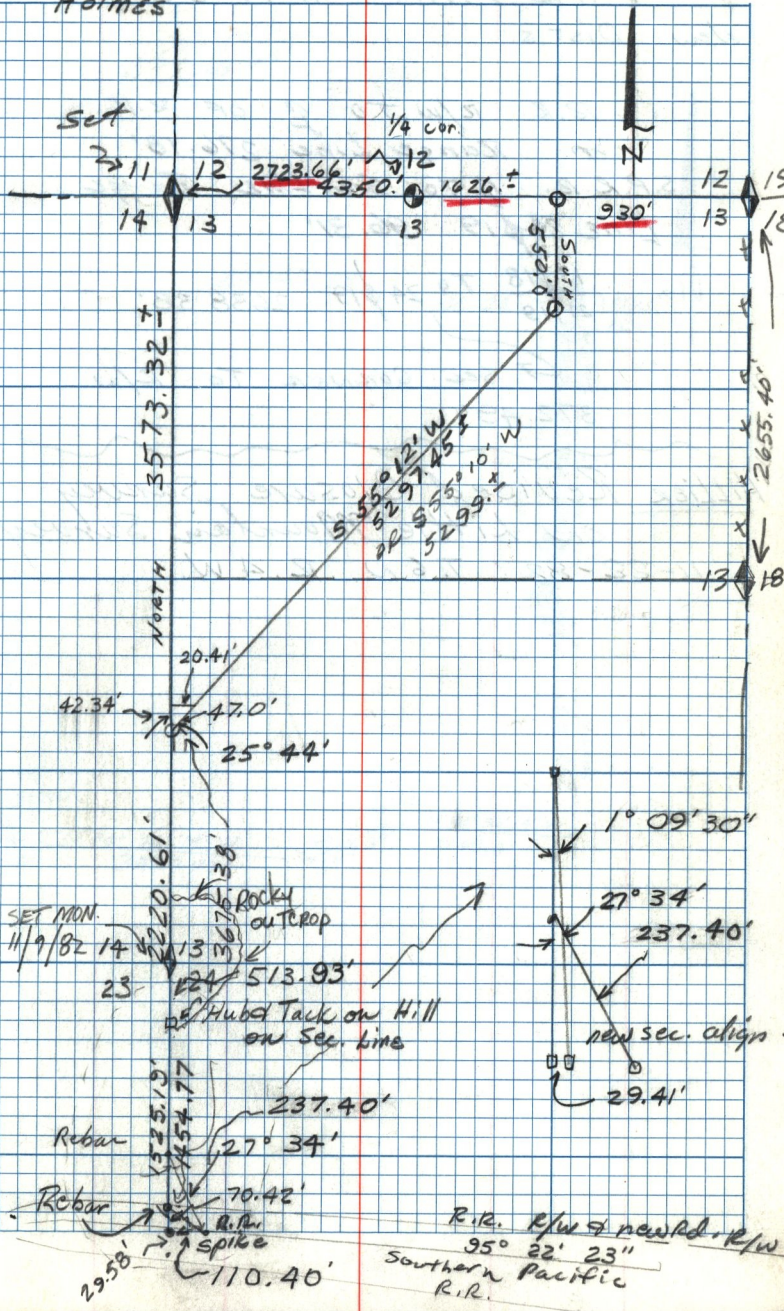 Holmes
Set
1/4 cor.
11 12 2723.66' 12
4350.' 1626.±
12
14 13 13 930' 13
N
South
550.0'
3573.32±
NORTH
2655.40'
S 55° 12' W
5297.45±
or S 55° 10' W
5299.±
13 18
20.41'
42.34' 47.0'
25° 44'
1° 09' 30"
2220.61'
3675.38'
Rocky
outcrop
27° 34'
237.40'
SET MON.
11/9/82 14 13
23 24 513.93'
Hub & Tack on Hill
on Sec. Line
new sec. align.
29.41'
1525.19'
1454.77
237.40'
Rebar 27° 34'
Rebar 70.42'
R.R.
Spike
29.58' 110.40'
R.R. R/W & new Rd. R/W
95° 22' 23"
Southern Pacific
R.R.